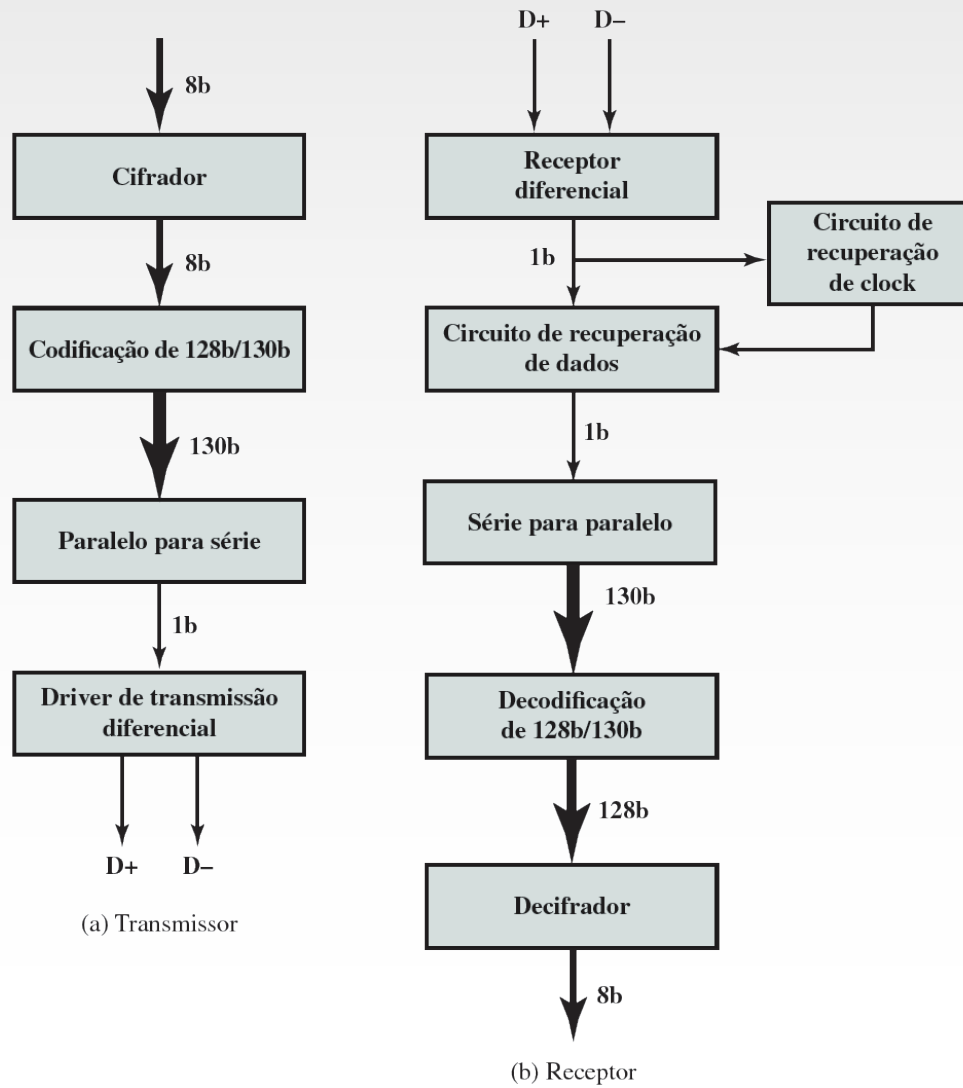 8b
Cifrador
8b
Codificação de 128b/130b
130b
Paralelo para série
1b
Driver de transmissão
diferencial
D+ D–
(a) Transmissor
D+ D–
Receptor
diferencial
1b
Circuito de
recuperação
de clock
Circuito de recuperação
de dados
1b
Série para paralelo
130b
Decodificação
de 128b/130b
128b
Decifrador
8b
(b) Receptor